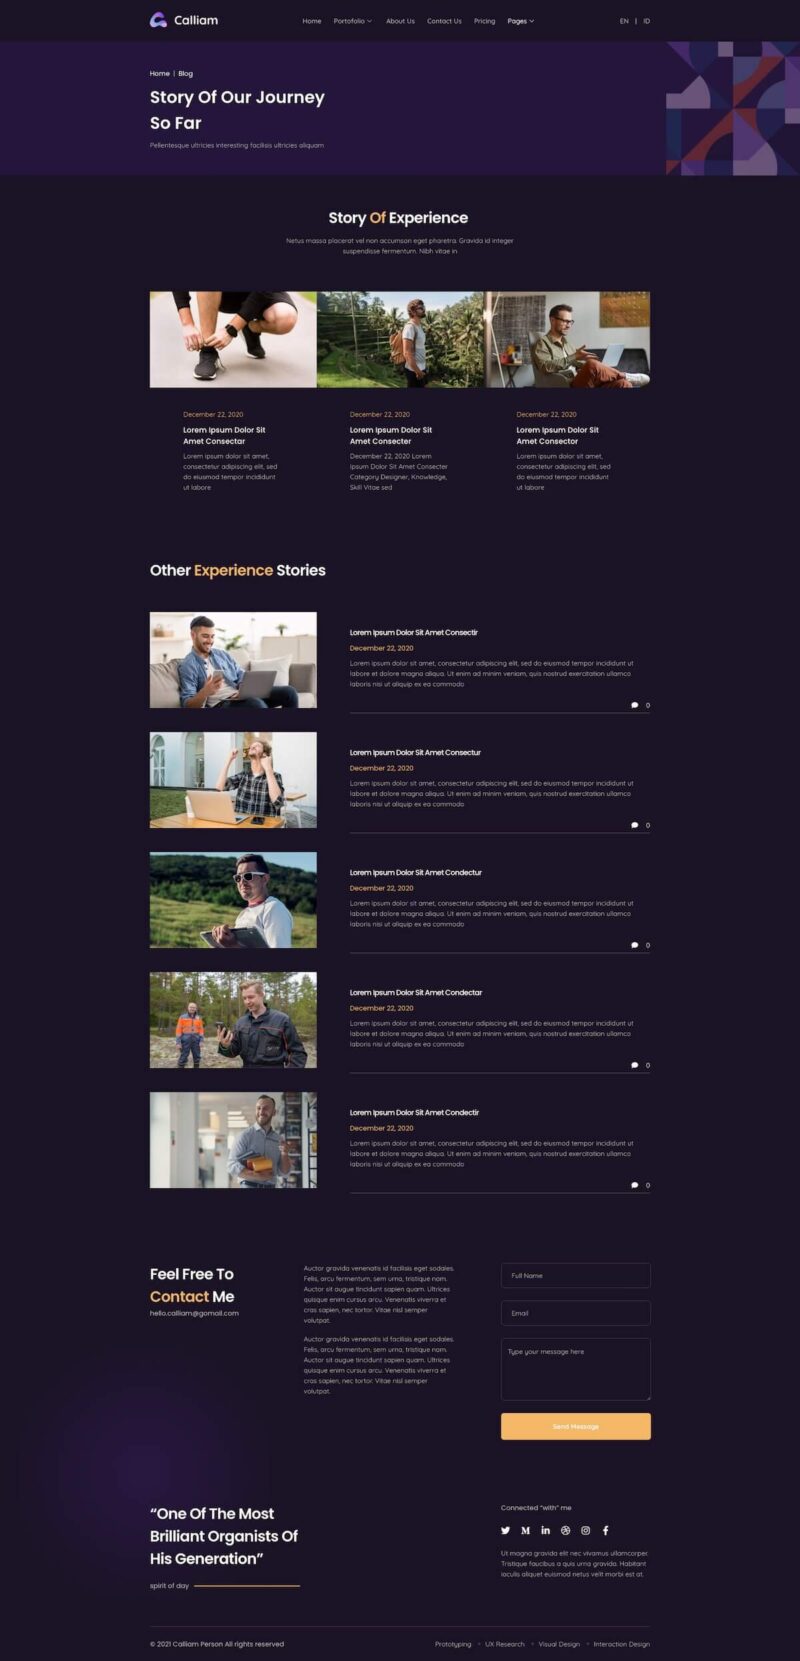 Calliam
Home Portofolio About Us Contact Us Pricing Pages EN | ID
Home | Blog
Story Of Our Journey
So Far
Pellentesque ultricies interesting facilisis ultricies aliquam
Story Of Experience
Netus massa placerat vel non accumsan eget pharetra. Gravida id integer
suspendisse fermentum. Nibh vitae in
December 22, 2020
Lorem Ipsum Dolor Sit
Amet Consectar
Lorem ipsum dolor sit amet,
consectetur adipiscing elit, sed
do eiusmod tempor incididunt
ut labore
December 22, 2020
Lorem Ipsum Dolor Sit
Amet Consecter
December 22, 2020 Lorem
Ipsum Dolor Sit Amet Consecter
Category Designer, Knowledge,
Skill Vitae sed
December 22, 2020
Lorem Ipsum Dolor Sit
Amet Consector
Lorem ipsum dolor sit amet,
consectetur adipiscing elit, sed
do eiusmod tempor incididunt
ut labore
Other Experience Stories
Lorem Ipsum Dolor Sit Amet Consectir
December 22, 2020
Lorem ipsum dolor sit amet, consectetur adipiscing elit, sed do eiusmod tempor incididunt ut
labore et dolore magna aliqua. Ut enim ad minim veniam, quis nostrud exercitation ullamco
laboris nisi ut aliquip ex ea commodo
0
Lorem Ipsum Dolor Sit Amet Consectur
December 22, 2020
Lorem ipsum dolor sit amet, consectetur adipiscing elit, sed do eiusmod tempor incididunt ut
labore et dolore magna aliqua. Ut enim ad minim veniam, quis nostrud exercitation ullamco
laboris nisi ut aliquip ex ea commodo
0
Lorem Ipsum Dolor Sit Amet Condectur
December 22, 2020
Lorem ipsum dolor sit amet, consectetur adipiscing elit, sed do eiusmod tempor incididunt ut
labore et dolore magna aliqua. Ut enim ad minim veniam, quis nostrud exercitation ullamco
laboris nisi ut aliquip ex ea commodo
0
Lorem Ipsum Dolor Sit Amet Condectar
December 22, 2020
Lorem ipsum dolor sit amet, consectetur adipiscing elit, sed do eiusmod tempor incididunt ut
labore et dolore magna aliqua. Ut enim ad minim veniam, quis nostrud exercitation ullamco
laboris nisi ut aliquip ex ea commodo
0
Lorem Ipsum Dolor Sit Amet Condectir
December 22, 2020
Lorem ipsum dolor sit amet, consectetur adipiscing elit, sed do eiusmod tempor incididunt ut
labore et dolore magna aliqua. Ut enim ad minim veniam, quis nostrud exercitation ullamco
laboris nisi ut aliquip ex ea commodo
0
Feel Free To
Contact Me
hello.calliam@gomail.com
Auctor gravida venenatis id facilisis eget sodales.
Felis, arcu fermentum, sem urna, tristique nam.
Auctor sit augue tincidunt sapien quam. Ultrices
quisque enim cursus arcu. Venenatis viverra et
cras sapien, nec tortor. Vitae nisl semper
volutpat.
Auctor gravida venenatis id facilisis eget sodales.
Felis, arcu fermentum, sem urna, tristique nam.
Auctor sit augue tincidunt sapien quam. Ultrices
quisque enim cursus arcu. Venenatis viverra et
cras sapien, nec tortor. Vitae nisl semper
volutpat.
Full Name
Email
Type your message here
Send Message
“One Of The Most
Brilliant Organists Of
His Generation”
spirit of day
Connected “with” me
Ut magna gravida elit nec vivamus ullamcorper.
Tristique faucibus a quis urna gravida. Habitant
iaculis aliquet euismod netus velit morbi est at.
© 2021 Calliam Person All rights reserved
Prototyping UX Research Visual Design Interaction Design